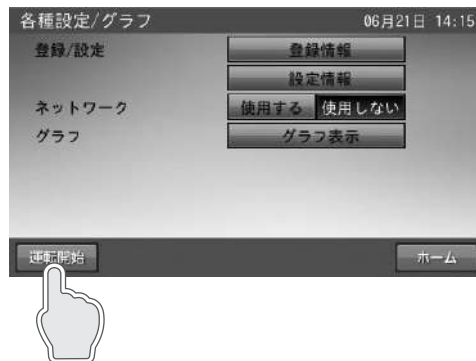 各種設定/グラフ 06月21日 14:15
登録/設定 登録情報
設定情報
ネットワーク 使用する 使用しない
グラフ グラフ表示
運転開始 ホーム